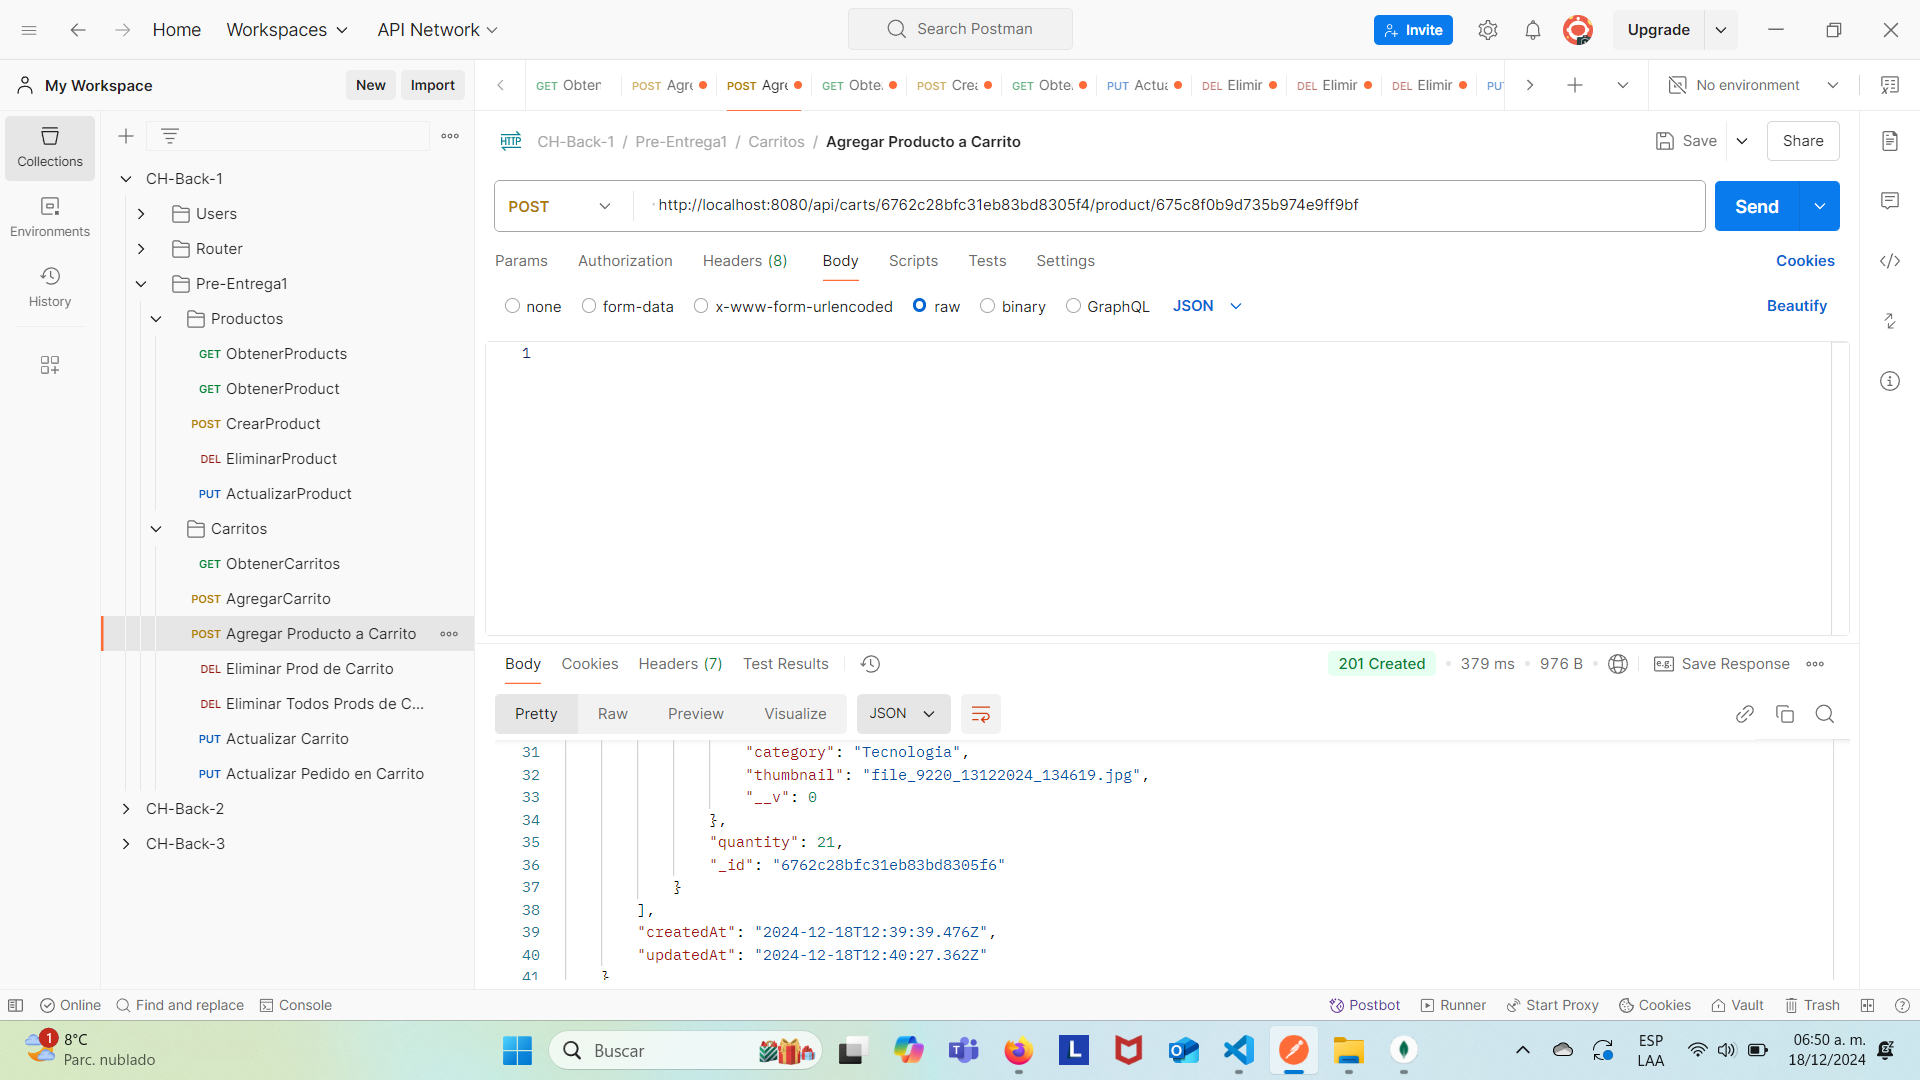 Home Workspaces API Network Search Postman Invite Upgrade
My Workspace New Import GET Obten POST Agre POST Agre GET Obte. POST Crea GET Obte. PUT Actua DEL Elimir DEL Elimir DEL Elimir PU No environment
Collections
Environments
History
CH-Back-1
Users
Router
Pre-Entrega1
Productos
GET ObtenerProducts
GET ObtenerProduct
POST CrearProduct
DEL EliminarProduct
PUT ActualizarProduct
Carritos
GET ObtenerCarritos
POST AgregarCarrito
POST Agregar Producto a Carrito
DEL Eliminar Prod de Carrito
DEL Eliminar Todos Prods de C...
PUT Actualizar Carrito
PUT Actualizar Pedido en Carrito
CH-Back-2
CH-Back-3
HTTP CH-Back-1 / Pre-Entrega1 / Carritos / Agregar Producto a Carrito Save Share
POST http://localhost:8080/api/carts/6762c28bfc31eb83bd8305f4/product/675c8f0b9d735b974e9ff9bf Send
Params Authorization Headers (8) Body Scripts Tests Settings Cookies
none form-data x-www-form-urlencoded raw binary GraphQL JSON Beautify
1
Body Cookies Headers (7) Test Results 201 Created 379 ms 976 B e.g. Save Response
Pretty Raw Preview Visualize JSON
31 "category": "Tecnologia",
32 "thumbnail": "file_9220_13122024_134619.jpg",
33 "__v": 0
34 },
35 "quantity": 21,
36 "_id": "6762c28bfc31eb83bd8305f6"
37 }
38 ],
39 "createdAt": "2024-12-18T12:39:39.476Z",
40 "updatedAt": "2024-12-18T12:40:27.362Z"
41 }
Online Find and replace Console Postbot Runner Start Proxy Cookies Vault Trash
1 8°C
Parc. nublado
Buscar
L
ESP
LAA
06:50 a. m.
18/12/2024